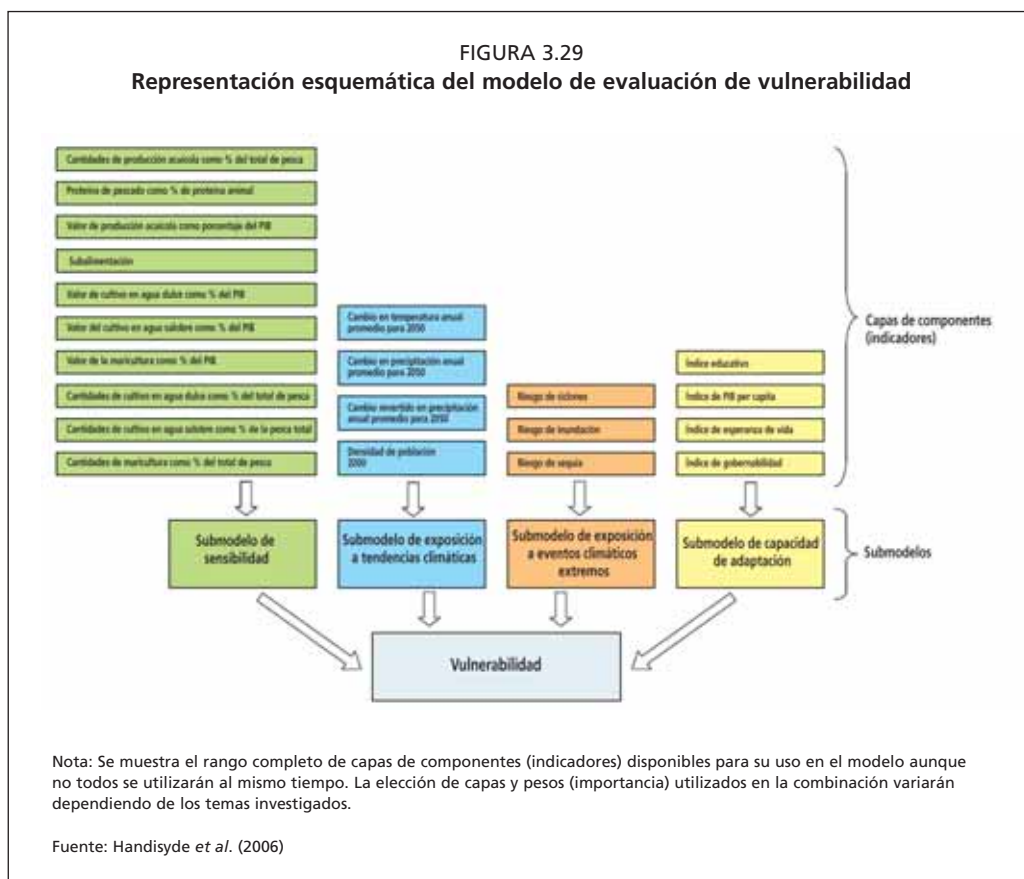 FIGURA 3.29
Representación esquemática del modelo de evaluación de vulnerabilidad
Cantidades de producción acuícola como % del total de pesca
Proteína de pescado como % de proteína animal
Valor de producción acuícola como porcentaje del PIB
Subalimentación
Valor de cultivo en agua dulce como % del PIB
Valor del cultivo en agua salobre como % del PIB
Valor de la maricultura como % del PIB
Cantidades de cultivo en agua dulce como % del total de pesca
Cantidades de cultivo en agua salobre como % de la pesca total
Cantidades de maricultura como % del total de pesca
Cambio en temperatura anual
promedio para 2050
Cambio en precipitación anual
promedio para 2050
Cambio revertido en precipitación
anual promedio para 2050
Densidad de población
2000
Riesgo de ciclones
Riesgo de inundación
Riesgo de sequía
Índice educativo
Índice de PIB per capita
Índice de esperanza de vida
Índice de gobernabilidad
Capas de componentes
(indicadores)
Submodelo de
sensibilidad
Submodelo de exposición
a tendencias climáticas
Submodelo de exposición
a eventos climáticos
extremos
Submodelo de capacidad
de adaptación
Submodelos
Vulnerabilidad
Nota: Se muestra el rango completo de capas de componentes (indicadores) disponibles para su uso en el modelo aunque
no todos se utilizarán al mismo tiempo. La elección de capas y pesos (importancia) utilizados en la combinación variarán
dependiendo de los temas investigados.
Fuente: Handisyde et al. (2006)